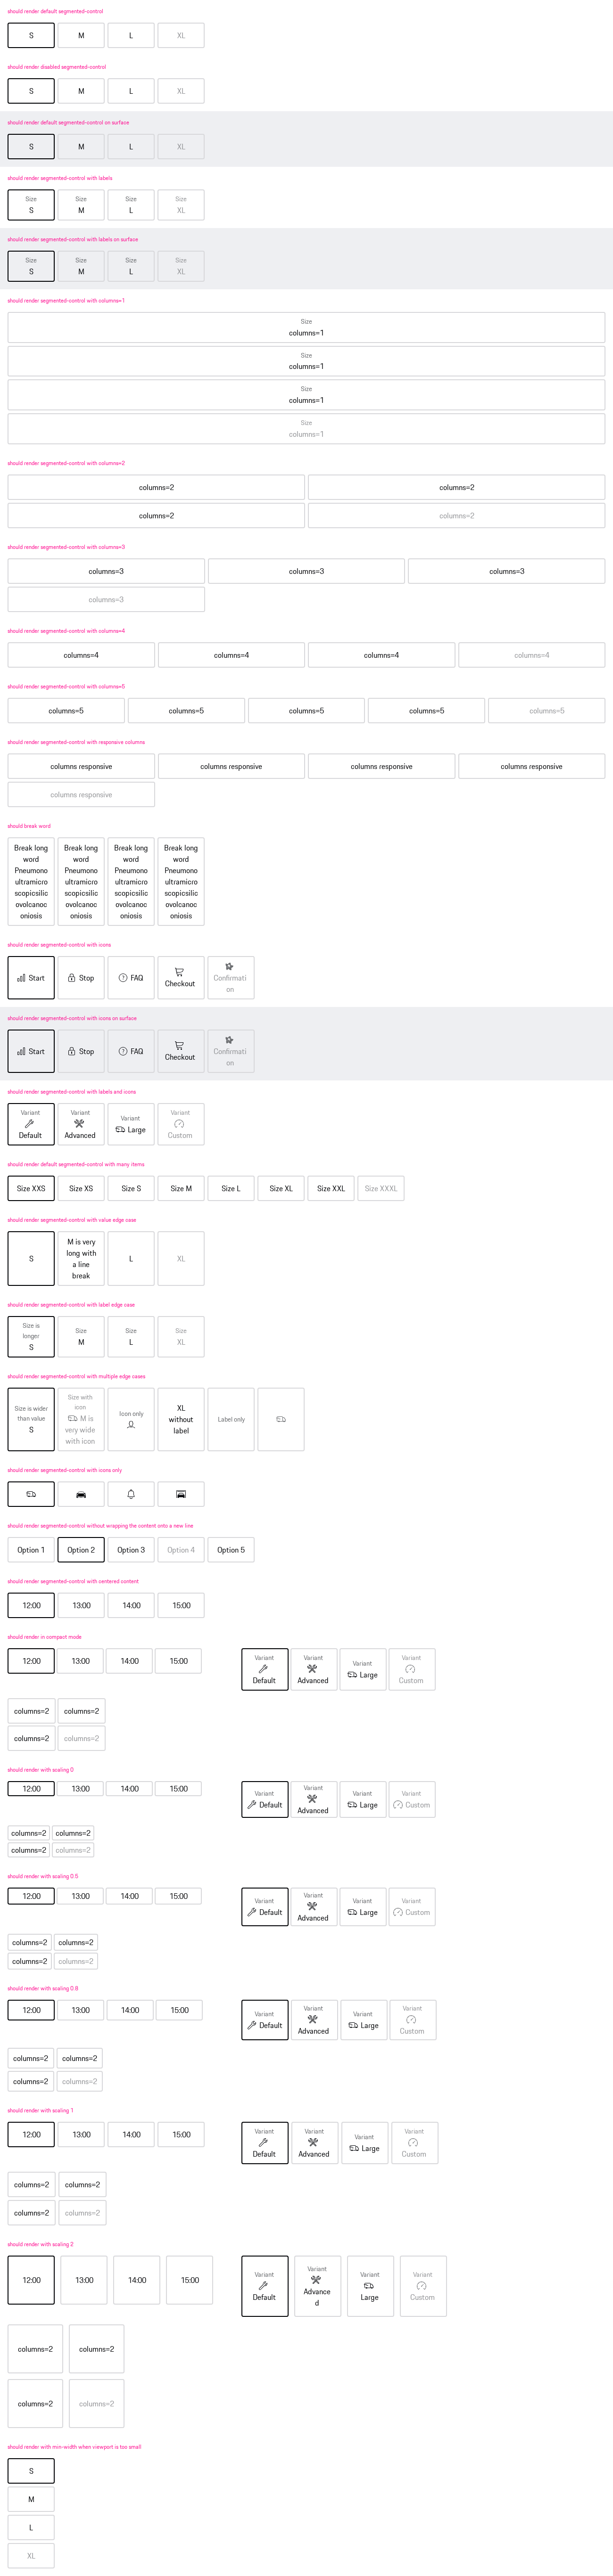 should render default segmented-control
S M L XL
should render disabled segmented-control
S M L XL
should render default segmented-control on surface
S M L XL
should render segmented-control with labels
Size Size Size Size
S M L XL
should render segmented-control with labels on surface
Size Size Size Size
S M L XL
should render segmented-control with columns=1
Size
columns=1
Size
columns=1
Size
columns=1
Size
columns=1
should render segmented-control with columns=2
columns=2 columns=2
columns=2 columns=2
should render segmented-control with columns=3
columns=3 columns=3 columns=3
columns=3
should render segmented-control with columns=4
columns=4 columns=4 columns=4 columns=4
should render segmented-control with columns=5
columns=5 columns=5 columns=5 columns=5 columns=5
should render segmented-control with responsive columns
columns responsive columns responsive columns responsive columns responsive
columns responsive
should break word
Break long Break long Break long Break long
word word word word
Pneumono Pneumono Pneumono Pneumono
ultramicro ultramicro ultramicro ultramicro
scopicsilic scopicsilic scopicsilic scopicsilic
ovolcanoc ovolcanoc ovolcanoc ovolcanoc
oniosis oniosis oniosis oniosis
should render segmented-control with icons
Start Stop FAQ Checkout Confirmati
on
should render segmented-control with icons on surface
Start Stop FAQ Checkout Confirmati
on
should render segmented-control with labels and icons
Variant Variant Variant Variant
Default Advanced Large Custom
should render default segmented-control with many items
Size XXS Size XS Size S Size M Size L Size XL Size XXL Size XXXL
should render segmented-control with value edge case
S
M is very
long with
a line
break
L XL
should render segmented-control with label edge case
Size is
longer
S
Size Size Size
M L XL
should render segmented-control with multiple edge cases
Size is wider
than value
S
Size with
icon
M is
very wide
with icon
Icon only
XL
without
label
Label only
should render segmented-control with icons only
should render segmented-control without wrapping the content onto a new line
Option 1 Option 2 Option 3 Option 4 Option 5
should render segmented-control with centered content
12:00 13:00 14:00 15:00
should render in compact mode
12:00 13:00 14:00 15:00
Variant Variant Variant Variant
Default Advanced Large Custom
columns=2 columns=2
columns=2 columns=2
should render with scaling 0
12:00 13:00 14:00 15:00
Variant Variant Variant Variant
Default Advanced Large Custom
columns=2 columns=2
columns=2 columns=2
should render with scaling 0.5
12:00 13:00 14:00 15:00
Variant Variant Variant Variant
Default Advanced Large Custom
columns=2 columns=2
columns=2 columns=2
should render with scaling 0.8
12:00 13:00 14:00 15:00
Variant Variant Variant Variant
Default Advanced Large Custom
columns=2 columns=2
columns=2 columns=2
should render with scaling 1
12:00 13:00 14:00 15:00
Variant Variant Variant Variant
Default Advanced Large Custom
columns=2 columns=2
columns=2 columns=2
should render with scaling 2
12:00 13:00 14:00 15:00
Variant Variant Variant Variant
Default Advance Large Custom
d
columns=2 columns=2
columns=2 columns=2
should render with min-width when viewport is too small
S
M
L
XL